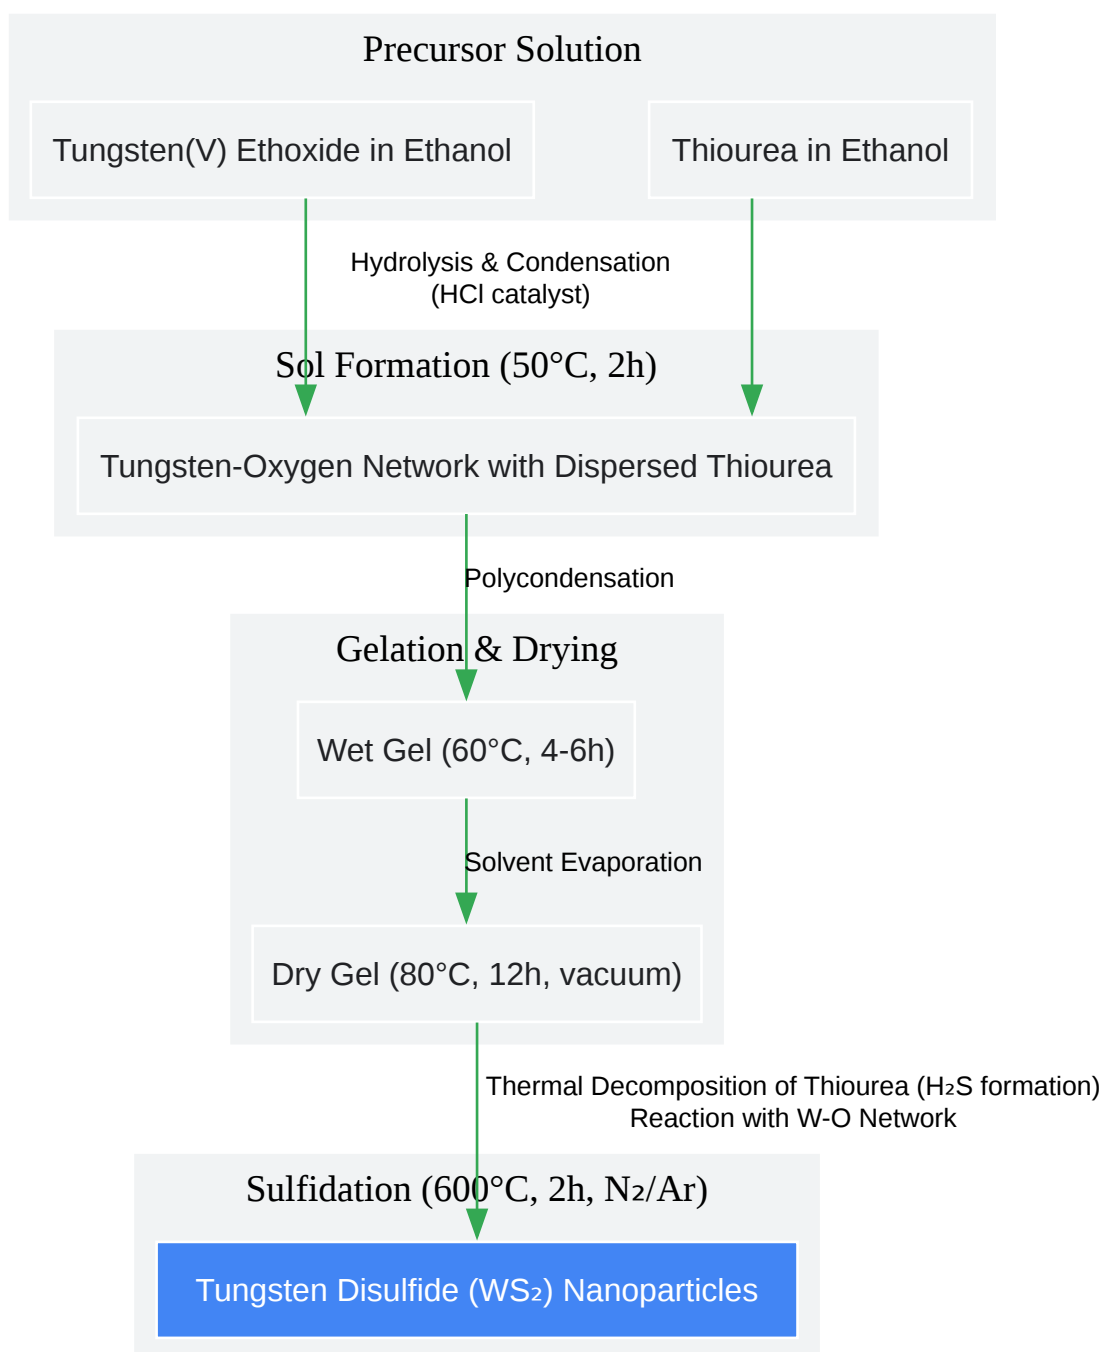 Precursor Solution
Tungsten(V) Ethoxide in Ethanol
Thiourea in Ethanol
Hydrolysis & Condensation
(HCl catalyst)
Sol Formation (50°C, 2h)
Tungsten-Oxygen Network with Dispersed Thiourea
Polycondensation
Gelation & Drying
Wet Gel (60°C, 4-6h)
Solvent Evaporation
Dry Gel (80°C, 12h, vacuum)
Thermal Decomposition of Thiourea (H₂S formation)
Reaction with W-O Network
Sulfidation (600°C, 2h, N₂/Ar)
Tungsten Disulfide (WS₂) Nanoparticles